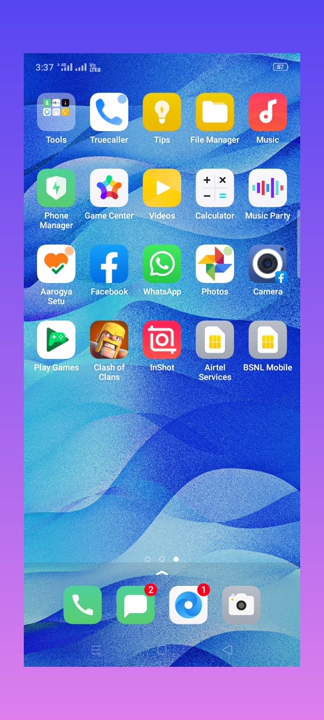 3:37
57
Tools Truecaller Tips File Manager Music
Phone Manager Game Center Videos Calculator Music Party
Aarogya Setu Facebook WhatsApp Photos Camera
Play Games Clash of Clans InShot Airtel Services BSNL Mobile
2 1